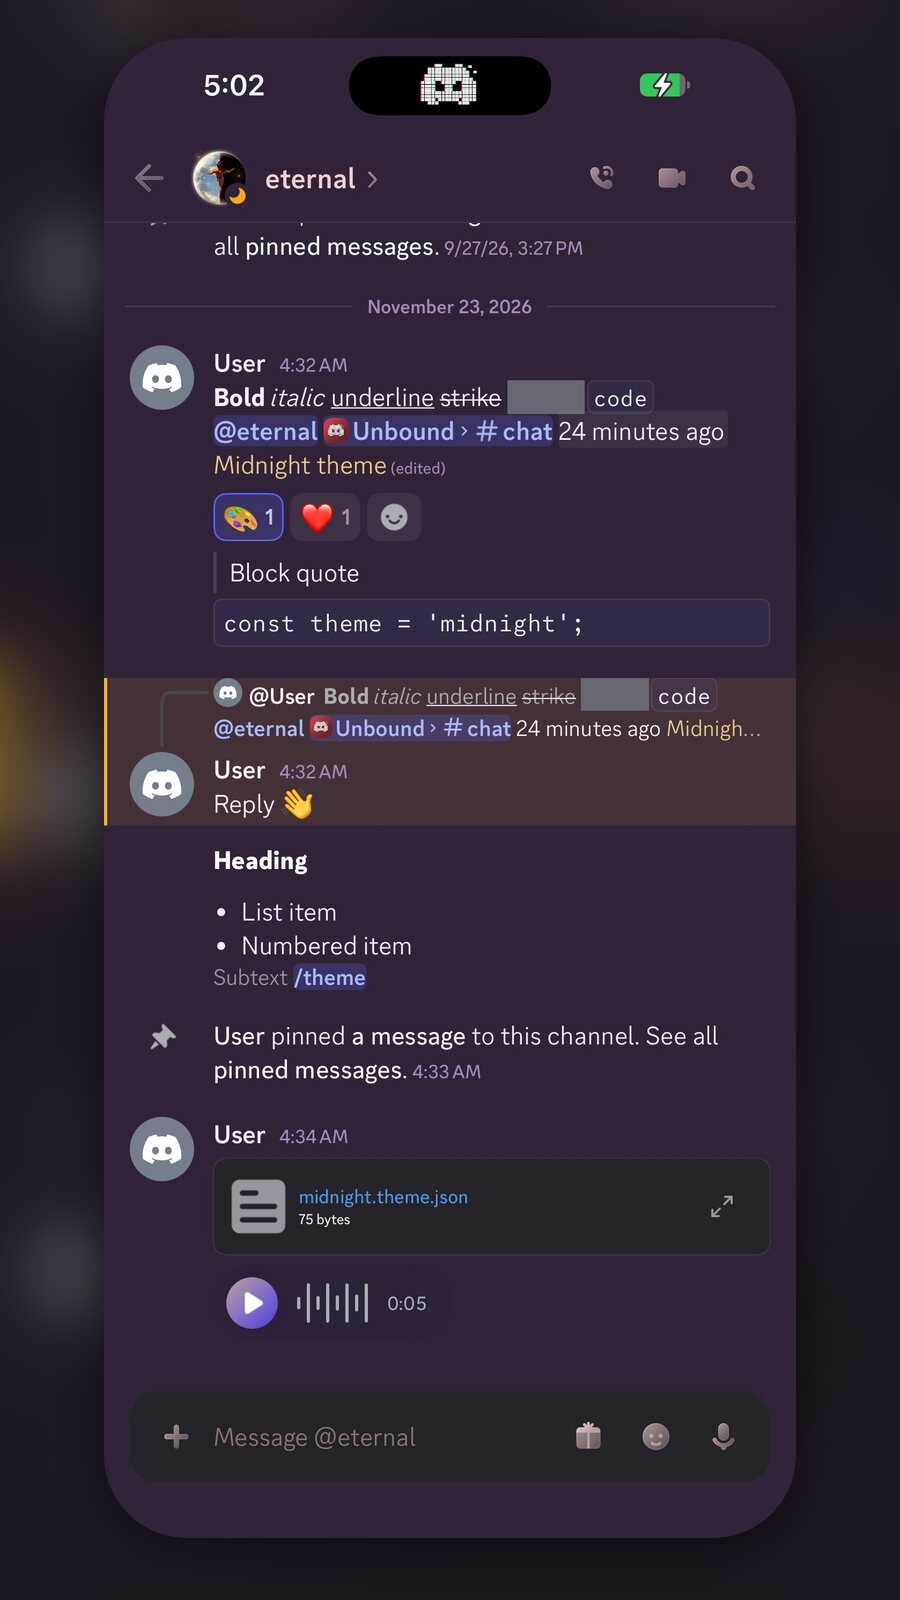 5:02
eternal
all pinned messages. 9/27/26, 3:27 PM
November 23, 2026
User 4:32 AM
Bold italic underline strike code
@eternal Unbound › # chat 24 minutes ago
Midnight theme (edited)
1 1
Block quote
const theme = 'midnight';
@User Bold italic underline strike code
@eternal Unbound › # chat 24 minutes ago Midnigh…
User 4:32 AM
Reply 👋
Heading
• List item
• Numbered item
Subtext /theme
User pinned a message to this channel. See all
pinned messages. 4:33 AM
User 4:34 AM
midnight.theme.json
75 bytes
0:05
Message @eternal